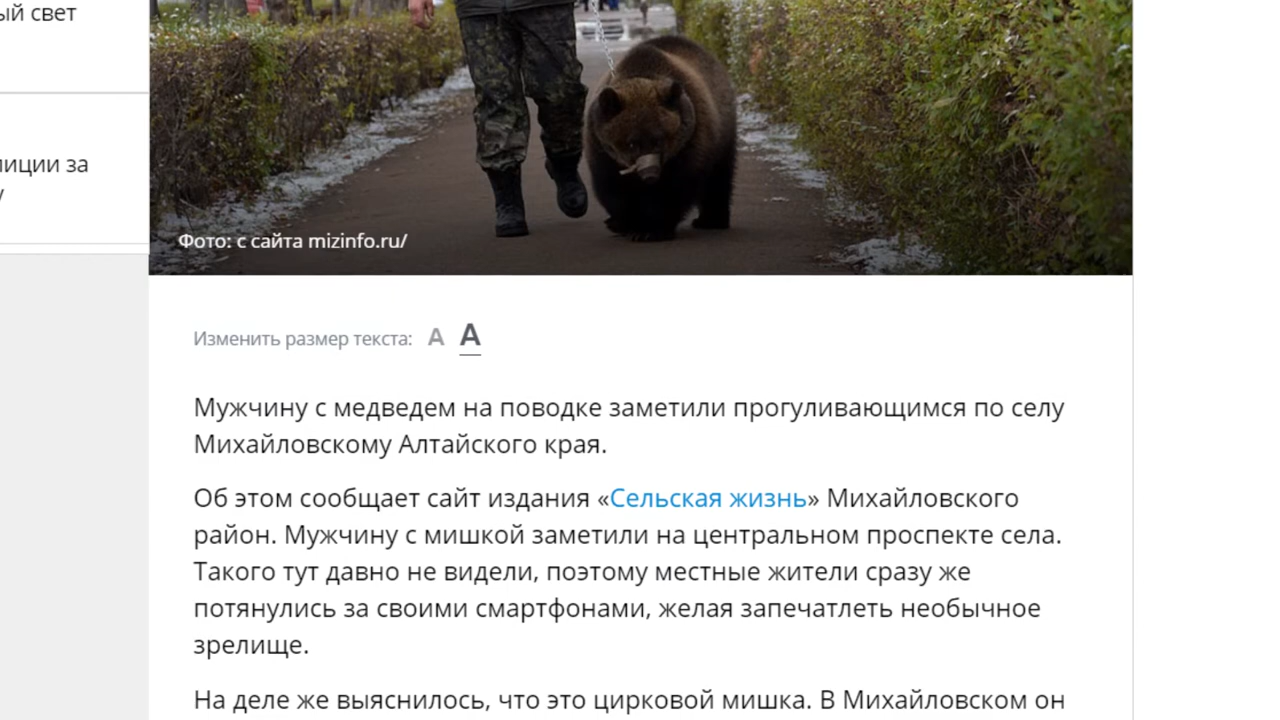 ый свет
лиции за
Фото: с сайта mizinfo.ru/
Изменить размер текста: А А
Мужчину с медведем на поводке заметили прогуливающимся по селу
Михайловскому Алтайского края.
Об этом сообщает сайт издания «Сельская жизнь» Михайловского
район. Мужчину с мишкой заметили на центральном проспекте села.
Такого тут давно не видели, поэтому местные жители сразу же
потянулись за своими смартфонами, желая запечатлеть необычное
зрелище.
На деле же выяснилось, что это цирковой мишка. В Михайловском он